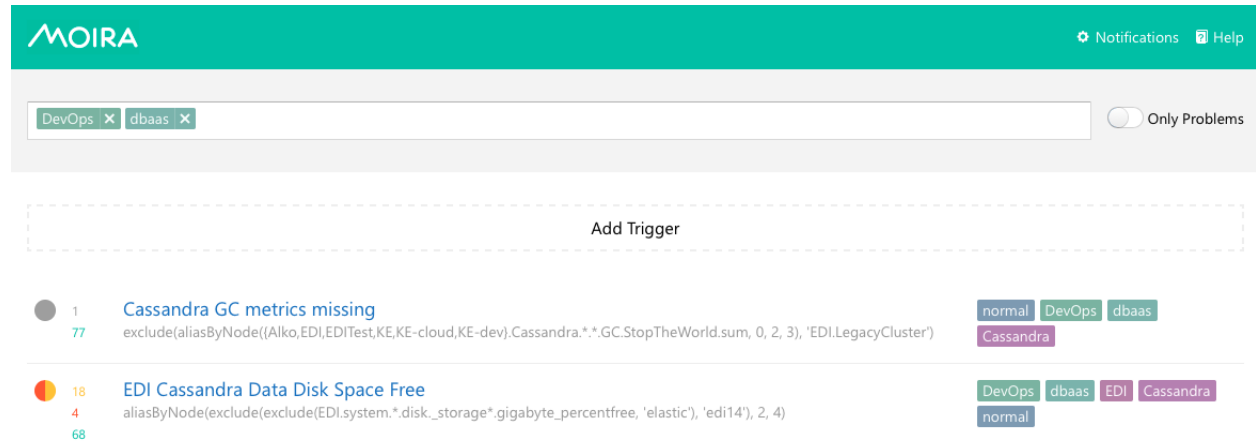 MOIRA
Notifications Help
DevOps × dbaas ×
Only Problems
Add Trigger
1 Cassandra GC metrics missing normal DevOps dbaas
77 exclude(aliasByNode((Alko,EDI,EDITest,KE,KE-cloud,KE-dev).Cassandra.*.*.GC.StopTheWorld.sum, 0, 2, 3), 'EDI.LegacyCluster') Cassandra
18 EDI Cassandra Data Disk Space Free DevOps dbaas EDI Cassandra
4 aliasByNode(exclude(exclude(EDI.system.*.disk._storage*.gigabyte_percentfree, 'elastic'), 'edi14'), 2, 4) normal
68